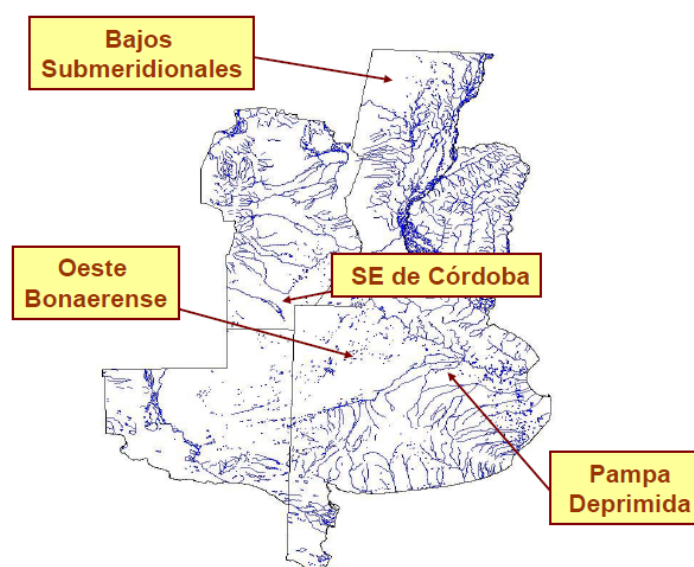 Bajos
Submeridionales
Oeste
Bonaerense
SE de Córdoba
Pampa
Deprimida